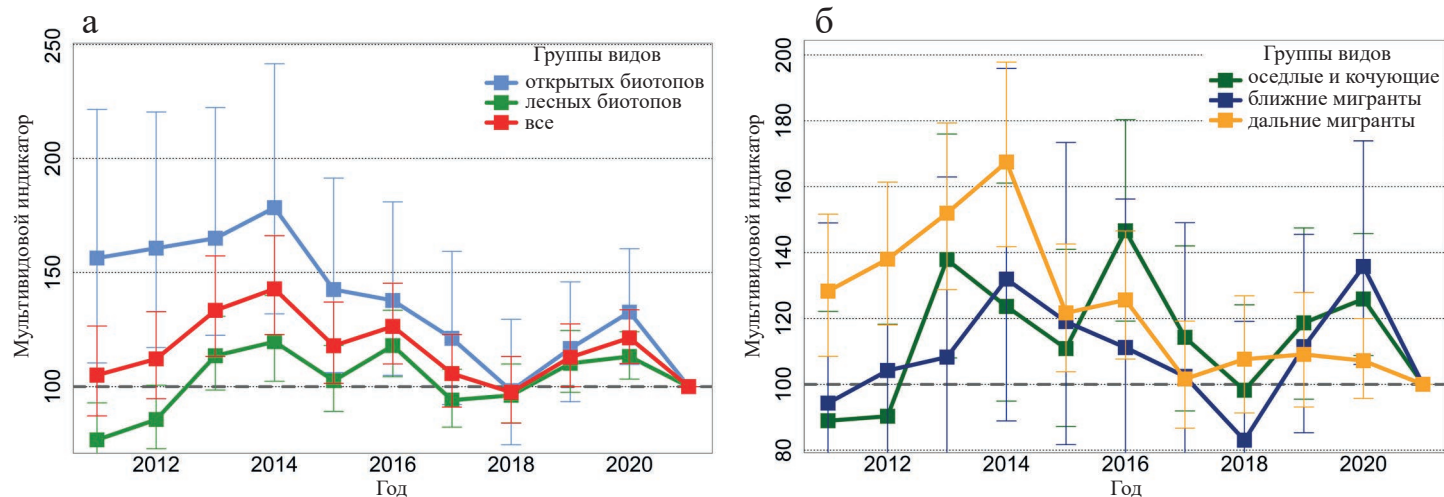 а
Мультивидовой индикатор
250
200
150
100
Группы видов
открытых биотопов
лесных биотопов
все
2012 2014 2016 2018 2020
Год
б
Мультивидовой индикатор
200
180
160
140
120
100
80
Группы видов
оседлые и кочующие
ближние мигранты
дальние мигранты
2012 2014 2016 2018 2020
Год